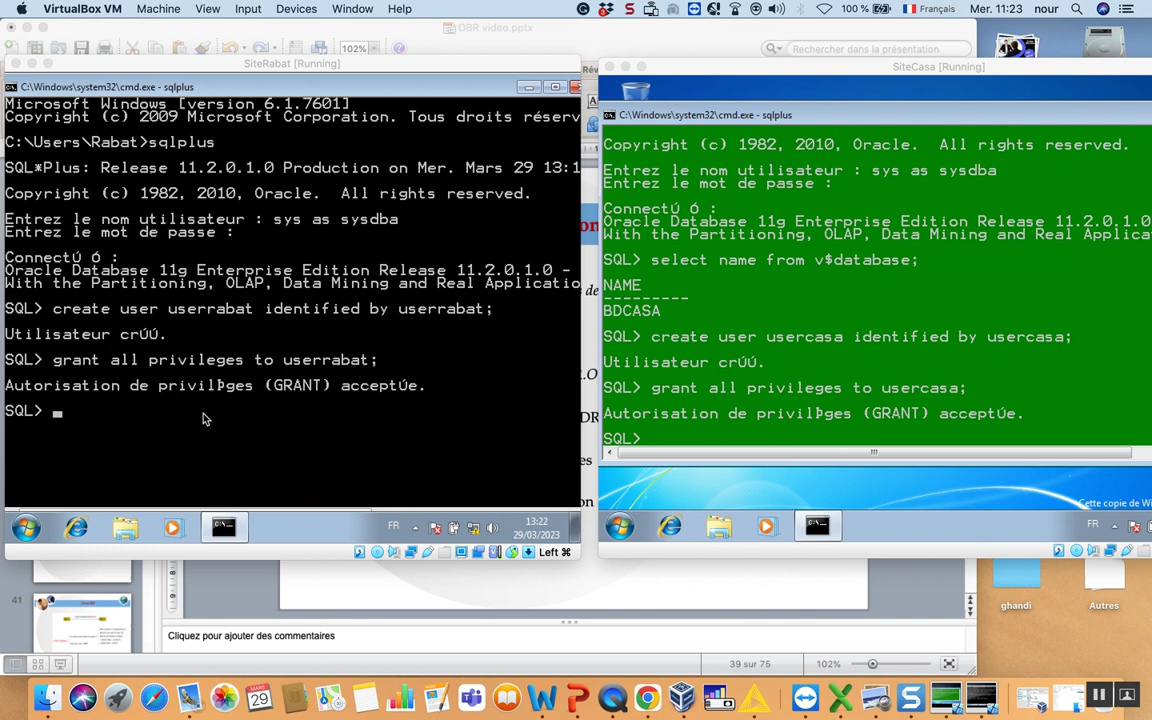 VirtualBox VM Machine View Input Devices Window Help
100 % Français Mer. 11:23 nour
DBR video.pptx
102%
Rechercher dans la présentation
SiteRabat [Running]
C:\Windows\system32\cmd.exe - sqlplus
Microsoft Windows [version 6.1.7601]
Copyright (c) 2009 Microsoft Corporation. Tous droits réserv
C:\Users\Rabat>sqlplus
SQL*Plus: Release 11.2.0.1.0 Production on Mer. Mars 29 13:1
Copyright (c) 1982, 2010, Oracle.  All rights reserved.
Entrez le nom utilisateur : sys as sysdba
Entrez le mot de passe :
ConnectÚ Ó :
Oracle Database 11g Enterprise Edition Release 11.2.0.1.0 -
With the Partitioning, OLAP, Data Mining and Real Applicatio
SQL> create user userrabat identified by userrabat;
Utilisateur crÚÚ.
SQL> grant all privileges to userrabat;
Autorisation de privilÞges (GRANT) acceptÚe.
SQL>
FR
13:22
29/03/2023
Left ⌘
SiteCasa [Running]
C:\Windows\system32\cmd.exe - sqlplus
Copyright (c) 1982, 2010, Oracle.  All rights reserved.
Entrez le nom utilisateur : sys as sysdba
Entrez le mot de passe :
ConnectÚ Ó :
Oracle Database 11g Enterprise Edition Release 11.2.0.1.0
With the Partitioning, OLAP, Data Mining and Real Applicat
SQL> select name from v$database;
NAME
---------
BDCASA
SQL> create user usercasa identified by usercasa;
Utilisateur crÚÚ.
SQL> grant all privileges to usercasa;
Autorisation de privilÞges (GRANT) acceptÚe.
SQL>
Cette copie de Wi
FR
ghandi
Autres
41
Cliquez pour ajouter des commentaires
39 sur 75
102%
MARS
29